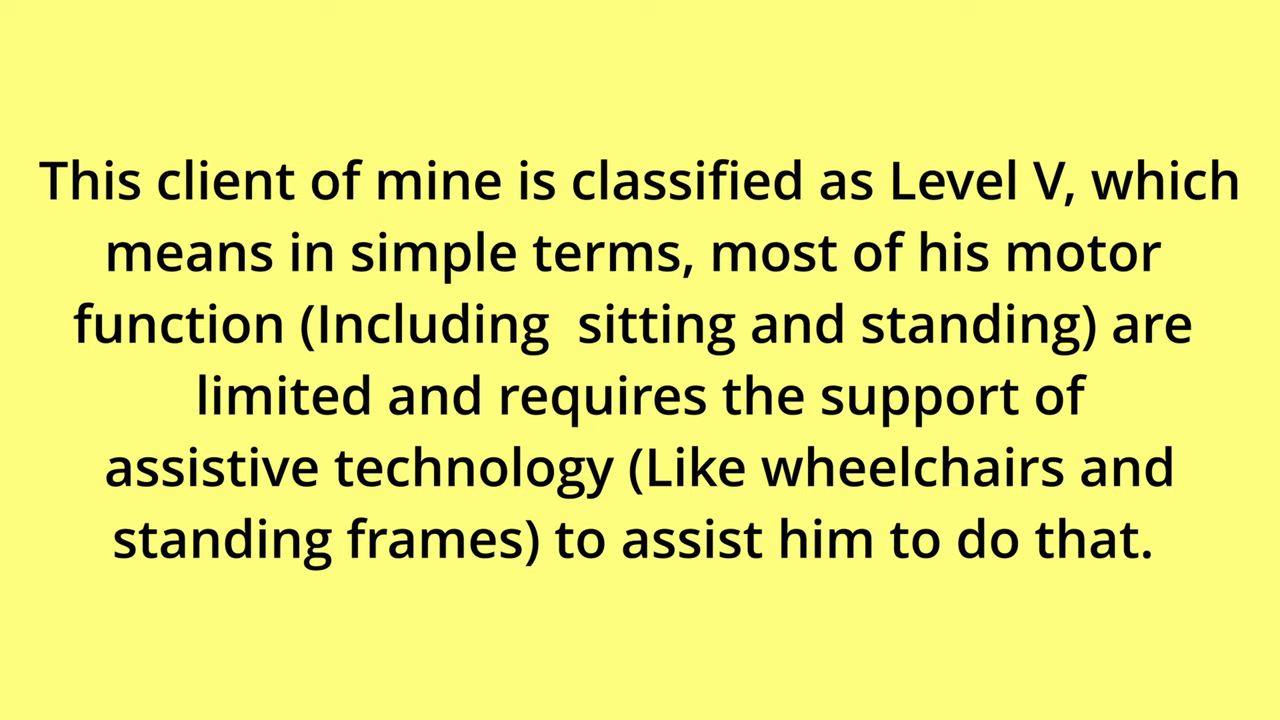 This client of mine is classified as Level V, which
means in simple terms, most of his motor
function (Including  sitting and standing) are
limited and requires the support of
assistive technology (Like wheelchairs and
standing frames) to assist him to do that.